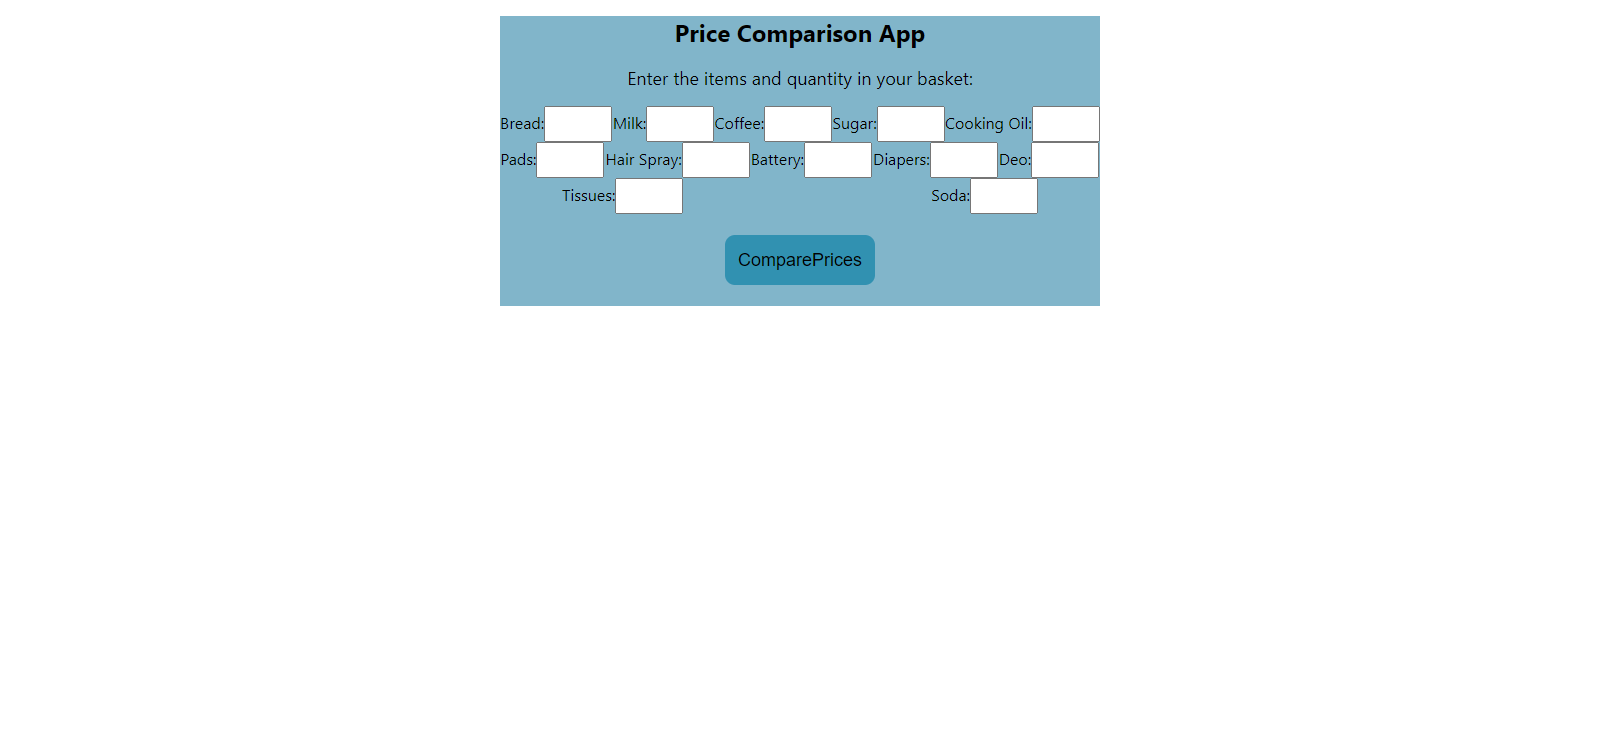 Price Comparison App
Enter the items and quantity in your basket:
Bread: Milk: Coffee: Sugar: Cooking Oil:
Pads: Hair Spray: Battery: Diapers: Deo:
Tissues: Soda:
ComparePrices